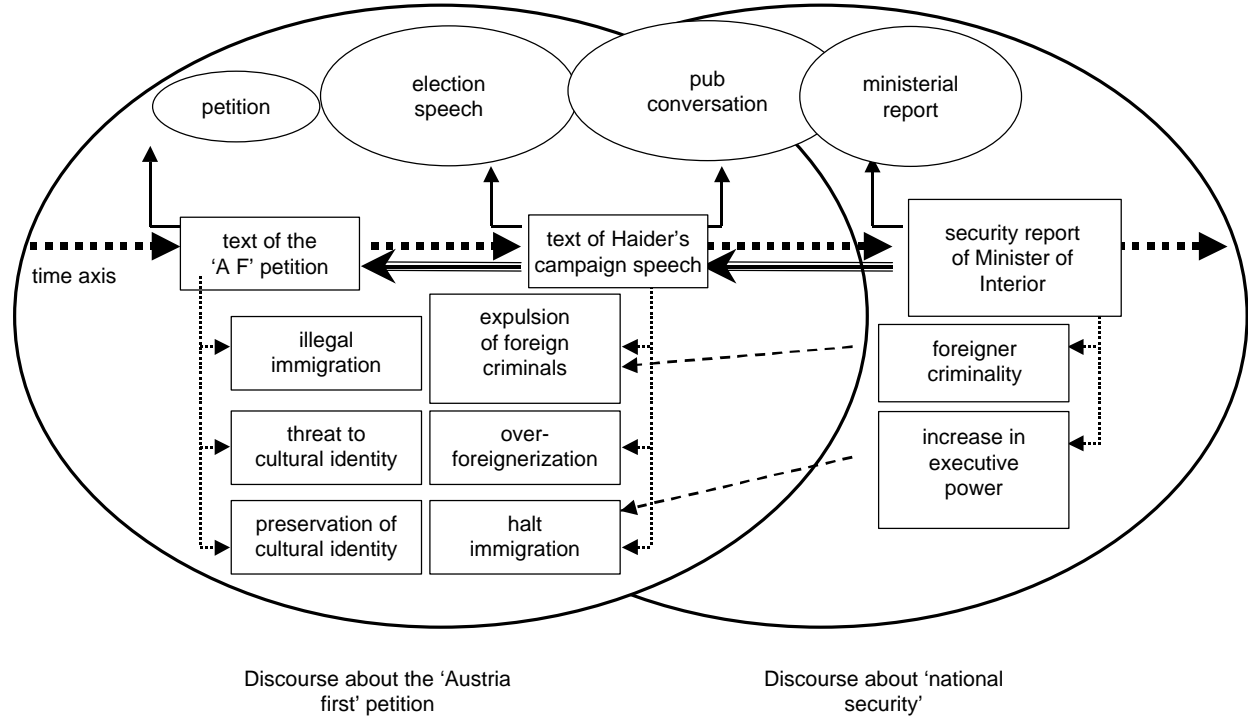 petition
election
speech
pub
conversation
ministerial
report
time axis
text of the
‘A F’ petition
text of Haider’s
campaign speech
security report
of Minister of
Interior
illegal
immigration
expulsion
of foreign
criminals
foreigner
criminality
threat to
cultural identity
over-
foreignerization
increase in
executive
power
preservation of
cultural identity
halt
immigration
Discourse about the ‘Austria
first’ petition
Discourse about ‘national
security’